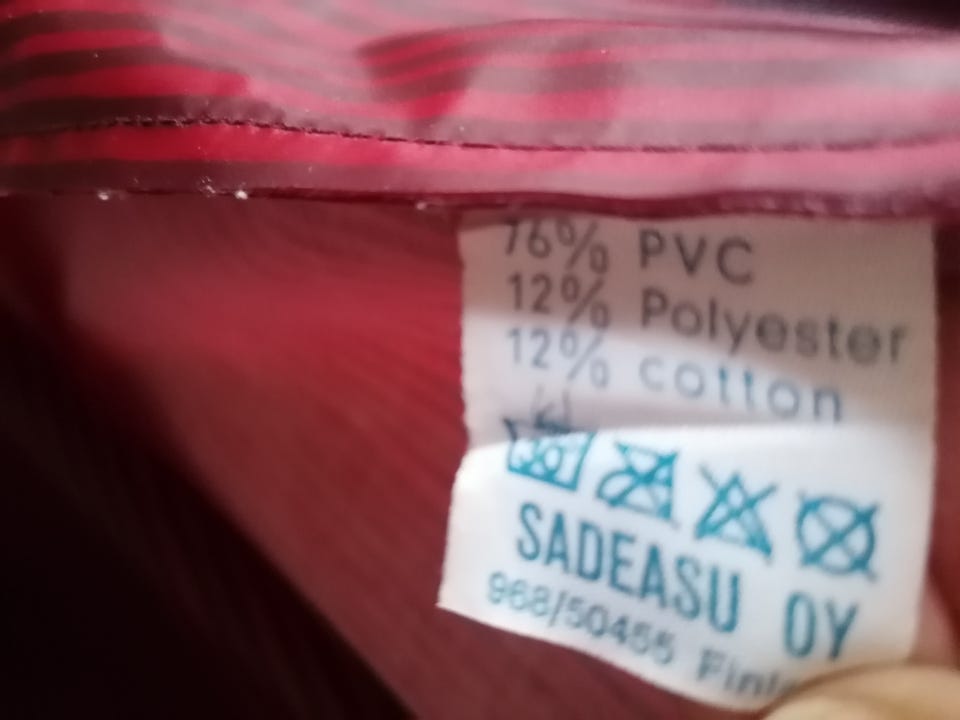 76% PVC
12% Polyester
12% cotton
SADEASU OY
968/50455